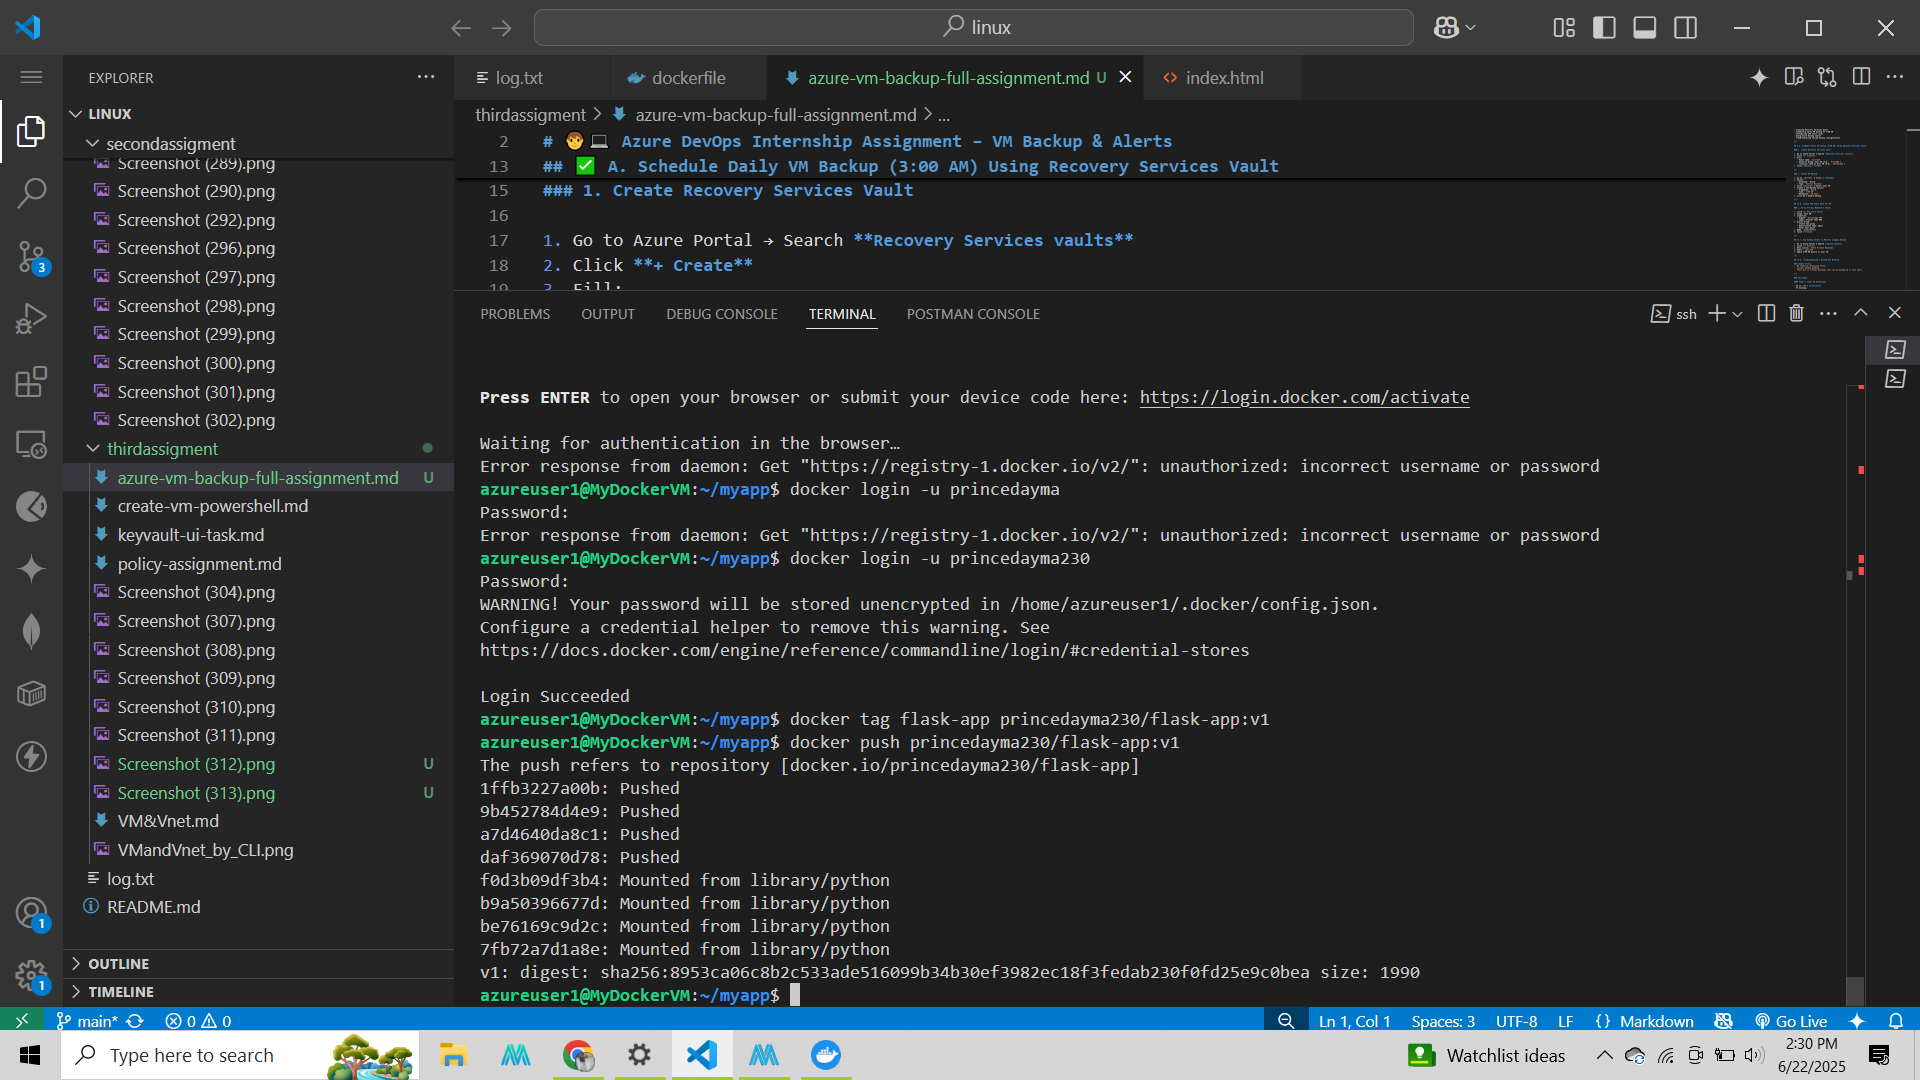 linux
EXPLORER
LINUX
secondassigment
Screenshot (289).png
Screenshot (290).png
Screenshot (292).png
Screenshot (296).png
Screenshot (297).png
Screenshot (298).png
Screenshot (299).png
Screenshot (300).png
Screenshot (301).png
Screenshot (302).png
thirdassigment
azure-vm-backup-full-assignment.md U
create-vm-powershell.md
keyvault-ui-task.md
policy-assignment.md
Screenshot (304).png
Screenshot (307).png
Screenshot (308).png
Screenshot (309).png
Screenshot (310).png
Screenshot (311).png
Screenshot (312).png U
Screenshot (313).png U
VM&Vnet.md
VMandVnet_by_CLI.png
log.txt
README.md
OUTLINE
TIMELINE
3
1
1
log.txt
dockerfile
azure-vm-backup-full-assignment.md U
index.html
thirdassigment > azure-vm-backup-full-assignment.md > ...
2 # 🧑‍💻 Azure DevOps Internship Assignment – VM Backup & Alerts
13 ## ✅ A. Schedule Daily VM Backup (3:00 AM) Using Recovery Services Vault
15 ### 1. Create Recovery Services Vault
16
17 1. Go to Azure Portal → Search **Recovery Services vaults**
18 2. Click **+ Create**
19 3. Fill:
PROBLEMS OUTPUT DEBUG CONSOLE TERMINAL POSTMAN CONSOLE
ssh
Press ENTER to open your browser or submit your device code here: https://login.docker.com/activate
Waiting for authentication in the browser…
Error response from daemon: Get "https://registry-1.docker.io/v2/": unauthorized: incorrect username or password
azureuser1@MyDockerVM:~/myapp$ docker login -u princedayma
Password:
Error response from daemon: Get "https://registry-1.docker.io/v2/": unauthorized: incorrect username or password
azureuser1@MyDockerVM:~/myapp$ docker login -u princedayma230
Password:
WARNING! Your password will be stored unencrypted in /home/azureuser1/.docker/config.json.
Configure a credential helper to remove this warning. See
https://docs.docker.com/engine/reference/commandline/login/#credential-stores
Login Succeeded
azureuser1@MyDockerVM:~/myapp$ docker tag flask-app princedayma230/flask-app:v1
azureuser1@MyDockerVM:~/myapp$ docker push princedayma230/flask-app:v1
The push refers to repository [docker.io/princedayma230/flask-app]
1ffb3227a00b: Pushed
9b452784d4e9: Pushed
a7d4640da8c1: Pushed
daf369070d78: Pushed
f0d3b09df3b4: Mounted from library/python
b9a50396677d: Mounted from library/python
be76169c9d2c: Mounted from library/python
7fb72a7d1a8e: Mounted from library/python
v1: digest: sha256:8953ca06c8b2c533ade516099b34b30ef3982ec18f3fedab230f0fd25e9c0bea size: 1990
azureuser1@MyDockerVM:~/myapp$
main* 0 0 Ln 1, Col 1 Spaces: 3 UTF-8 LF {} Markdown Go Live
Type here to search
Watchlist ideas
2:30 PM
6/22/2025